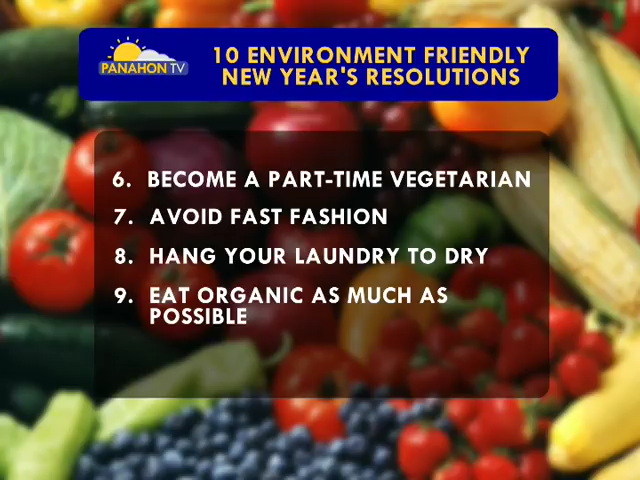 PANAHON TV
10 ENVIRONMENT FRIENDLY
NEW YEAR'S RESOLUTIONS
6. BECOME A PART-TIME VEGETARIAN
7. AVOID FAST FASHION
8. HANG YOUR LAUNDRY TO DRY
9. EAT ORGANIC AS MUCH AS
POSSIBLE